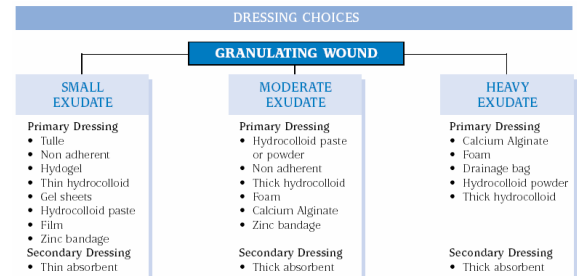 DRESSING CHOICES
GRANULATING WOUND
SMALL
EXUDATE
Primary Dressing
• Tulle
• Non adherent
• Hydogel
• Thin hydrocolloid
• Gel sheets
• Hydrocolloid paste
• Film
• Zinc bandage
Secondary Dressing
• Thin absorbent
MODERATE
EXUDATE
Primary Dressing
• Hydrocolloid paste
or powder
• Non adherent
• Thick hydrocolloid
• Foam
• Calcium Alginate
• Zinc bandage
Secondary Dressing
• Thick absorbent
HEAVY
EXUDATE
Primary Dressing
• Calcium Alginate
• Foam
• Drainage bag
• Hydrocolloid powder
• Thick hydrocolloid
Secondary Dressing
• Thick absorbent